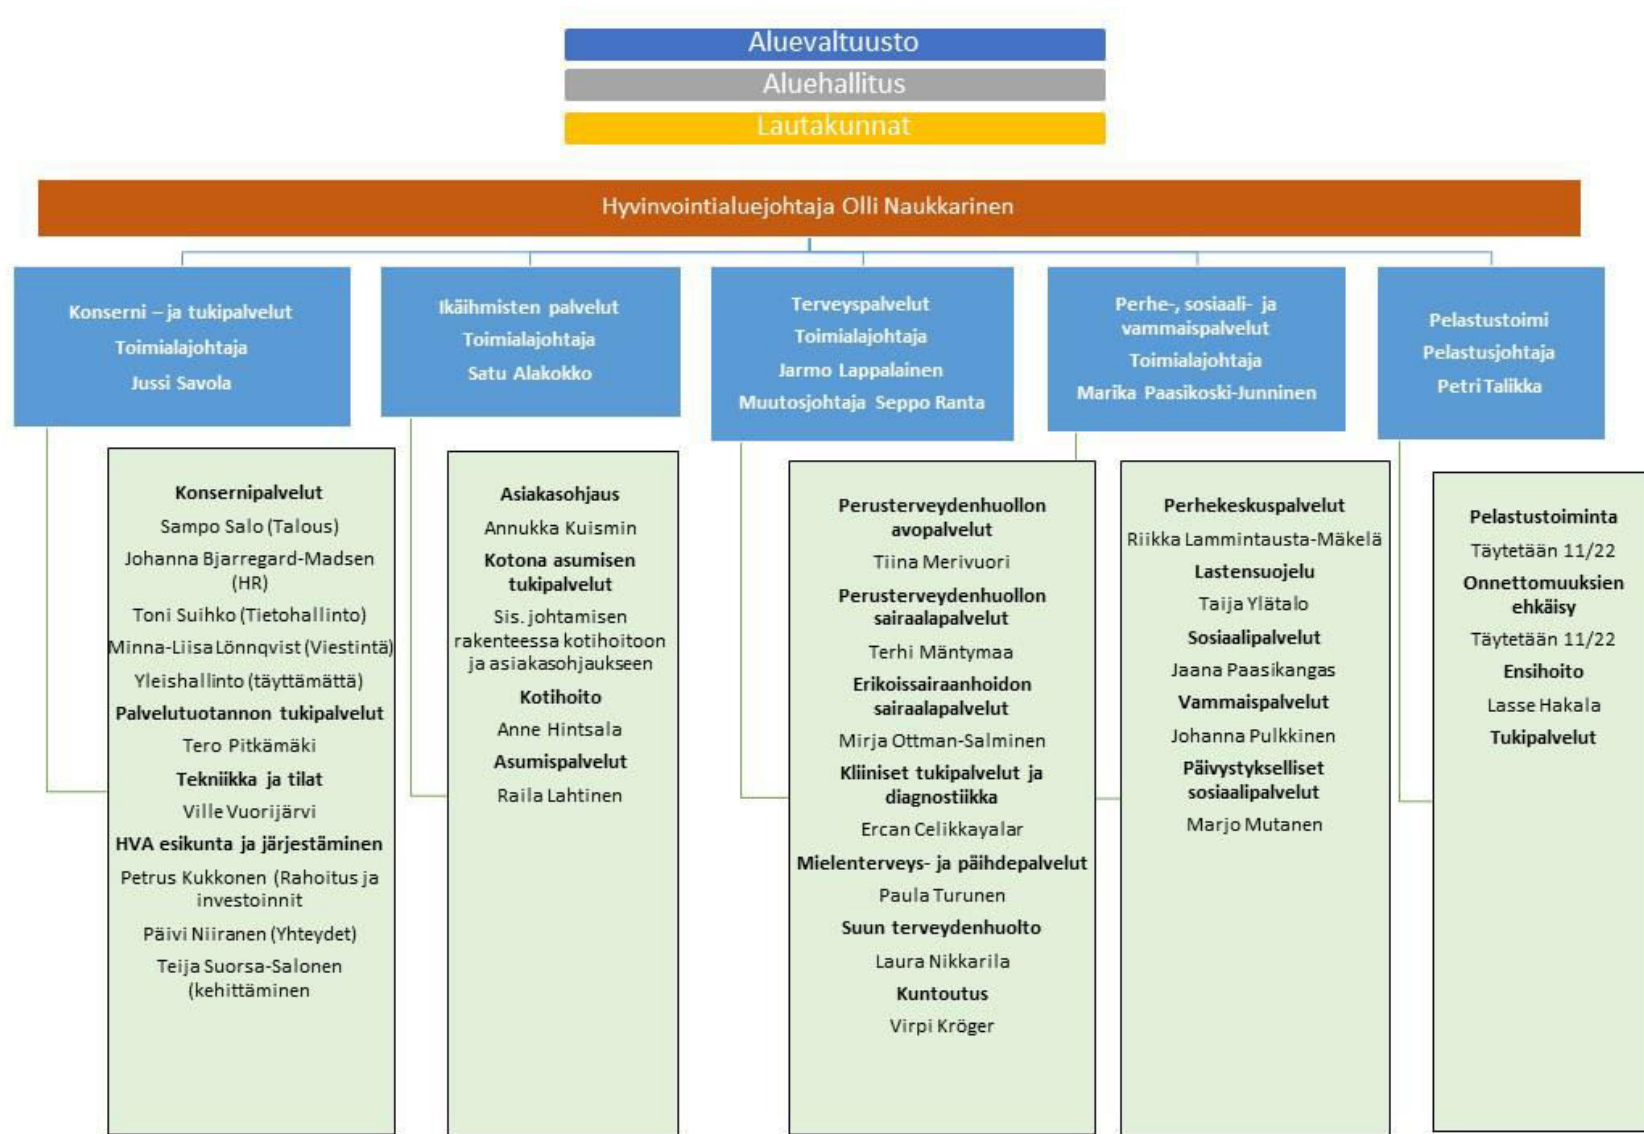 Aluevaltuusto
Aluehallitus
Lautakunnat
Hyvinvointialuejohtaja Olli Naukkarinen
Konserni – ja tukipalvelut
Toimialajohtaja
Jussi Savola
Ikäihmisten palvelut
Toimialajohtaja
Satu Alakokko
Terveyspalvelut
Toimialajohtaja
Jarmo Lappalainen
Muutosjohtaja Seppo Ranta
Perhe-, sosiaali- ja
vammaispalvelut
Toimialajohtaja
Marika Paasikoski-Junninen
Pelastustoimi
Pelastusjohtaja
Petri Talikka
Konsernipalvelut
Sampo Salo (Talous)
Johanna Bjarregard-Madsen
(HR)
Toni Suihko (Tietohallinto)
Minna-Liisa Lönnqvist (Viestintä)
Yleishallinto (täyttämättä)
Palvelutuotannon tukipalvelut
Tero Pitkämäki
Tekniikka ja tilat
Ville Vuorijärvi
HVA esikunta ja järjestäminen
Petrus Kukkonen (Rahoitus ja
investoinnit
Päivi Niiranen (Yhteydet)
Teija Suorsa-Salonen
(kehittäminen
Asiakasohjaus
Annukka Kuismin
Kotona asumisen
tukipalvelut
Sis. johtamisen
rakenteessa kotihoitoon
ja asiakasohjaukseen
Kotihoito
Anne Hintsala
Asumispalvelut
Raila Lahtinen
Perusterveydenhuollon
avopalvelut
Tiina Merivuori
Perusterveydenhuollon
sairaalapalvelut
Terhi Mäntymaa
Erikoissairaanhoidon
sairaalapalvelut
Mirja Ottman-Salminen
Kliiniset tukipalvelut ja
diagnostiikka
Ercan Celikkayalar
Mielenterveys- ja päihdepalvelut
Paula Turunen
Suun terveydenhuolto
Laura Nikkarila
Kuntoutus
Virpi Kröger
Perhekeskuspalvelut
Riikka Lammintausta-Mäkelä
Lastensuojelu
Taija Ylätalo
Sosiaalipalvelut
Jaana Paasikangas
Vammaispalvelut
Johanna Pulkkinen
Päivystykselliset
sosiaalipalvelut
Marjo Mutanen
Pelastustoiminta
Täytetään 11/22
Onnettomuuksien
ehkäisy
Täytetään 11/22
Ensihoito
Lasse Hakala
Tukipalvelut